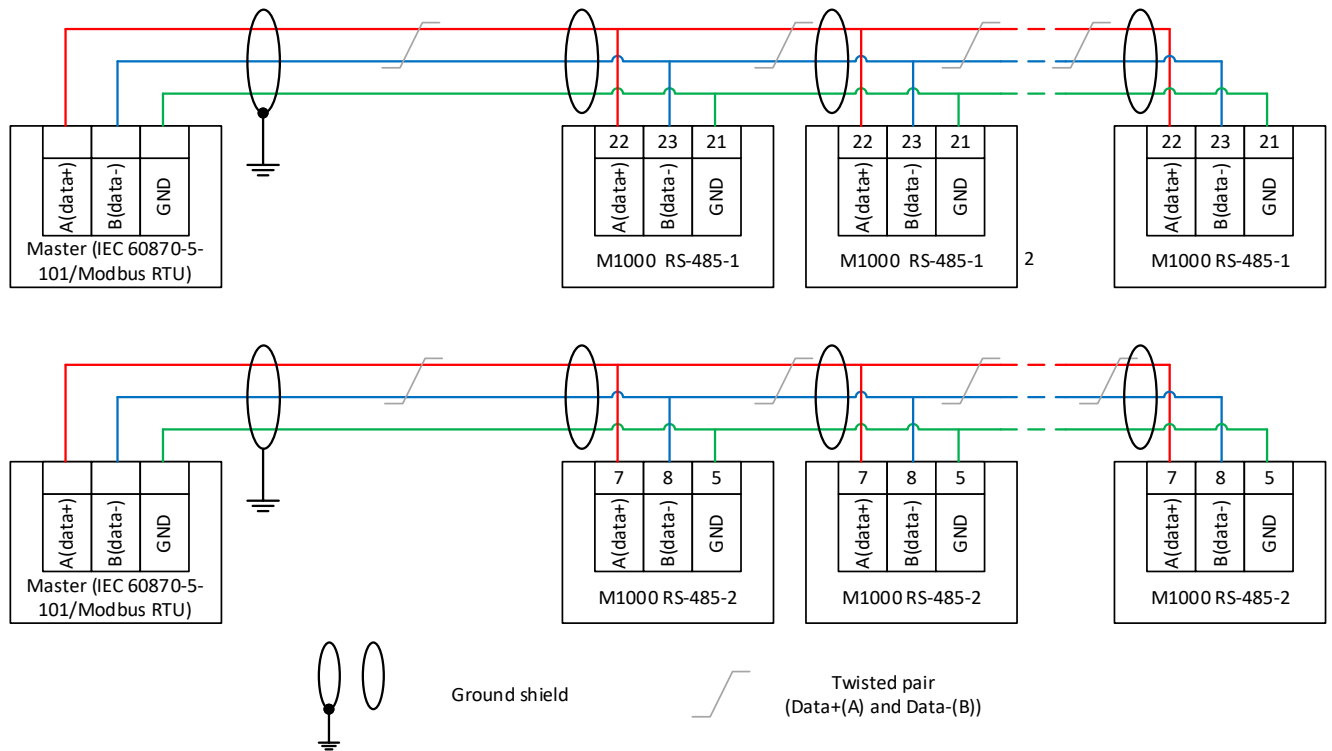 22 23 21
22 23 21
22 23 21
A(data+) B(data-) GND
A(data+) B(data-) GND
A(data+) B(data-) GND
A(data+) B(data-) GND
Master (IEC 60870-5-
101/Modbus RTU)
M1000 RS-485-1
M1000 RS-485-1
2
M1000 RS-485-1
7 8 5
7 8 5
7 8 5
A(data+) B(data-) GND
A(data+) B(data-) GND
A(data+) B(data-) GND
A(data+) B(data-) GND
Master (IEC 60870-5-
101/Modbus RTU)
M1000 RS-485-2
M1000 RS-485-2
M1000 RS-485-2
Ground shield
Twisted pair
(Data+(A) and Data-(B))